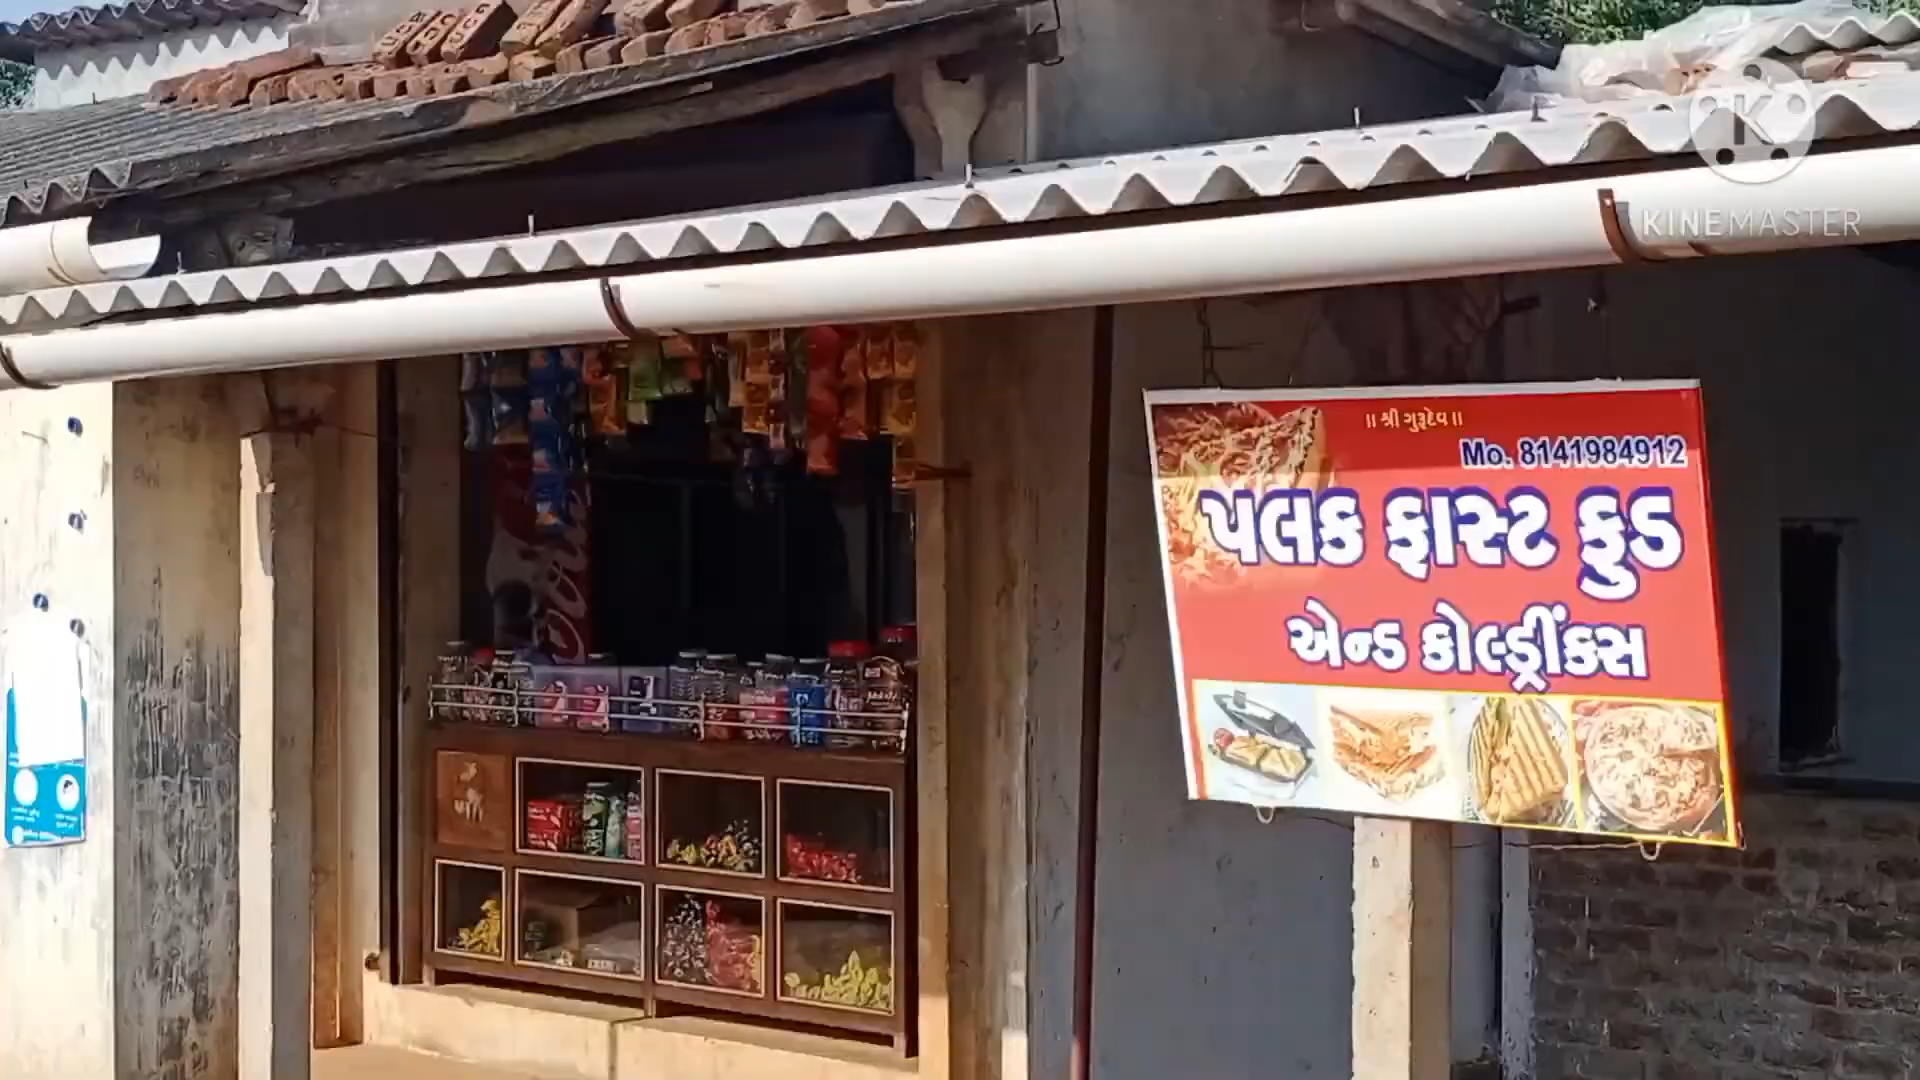 KINEMASTER
॥ શ્રી ગુરૂદેવ ॥
Mo. 8141984912
પલક ફાસ્ટ ફુડ
એન્ડ કોલ્ડ્રીંક્સ